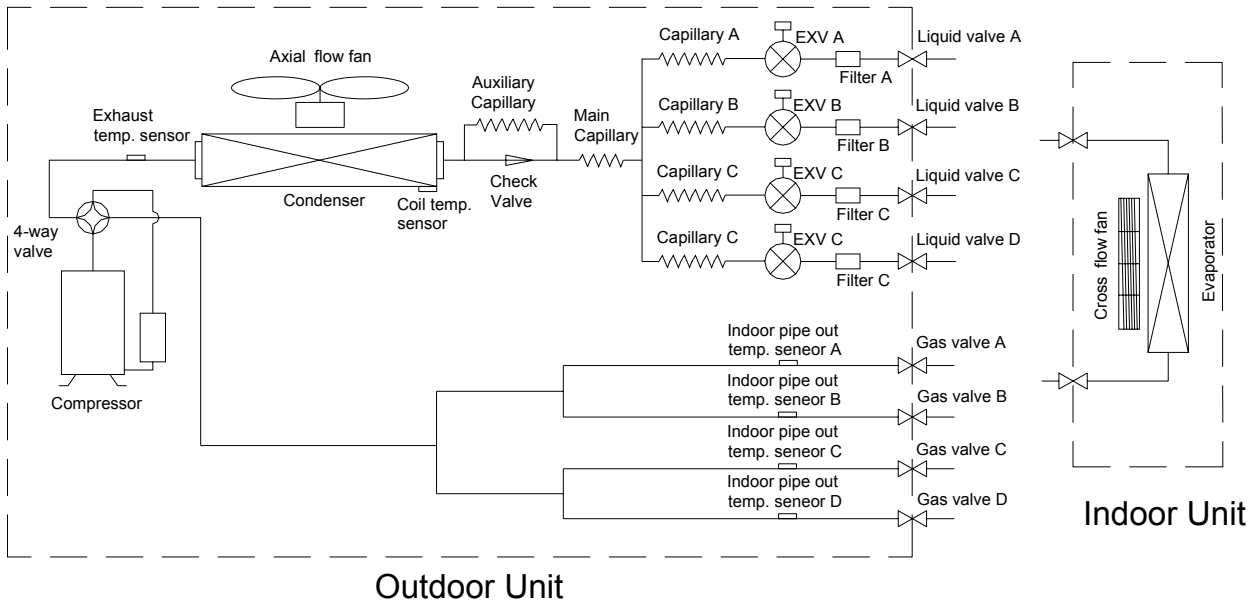 Axial flow fan
Exhaust
temp. sensor
Condenser
Coil temp.
sensor
Auxiliary
Capillary
Check
Valve
Main
Capillary
Capillary A
EXV A
Filter A
Liquid valve A
Capillary B
EXV B
Filter B
Liquid valve B
Capillary C
EXV C
Filter C
Liquid valve C
Capillary C
EXV C
Filter C
Liquid valve D
4-way
valve
Compressor
Indoor pipe out
temp. seneor A
Gas valve A
Indoor pipe out
temp. seneor B
Gas valve B
Indoor pipe out
temp. seneor C
Gas valve C
Indoor pipe out
temp. seneor D
Gas valve D
Outdoor Unit
Cross flow fan
Evaporator
Indoor Unit